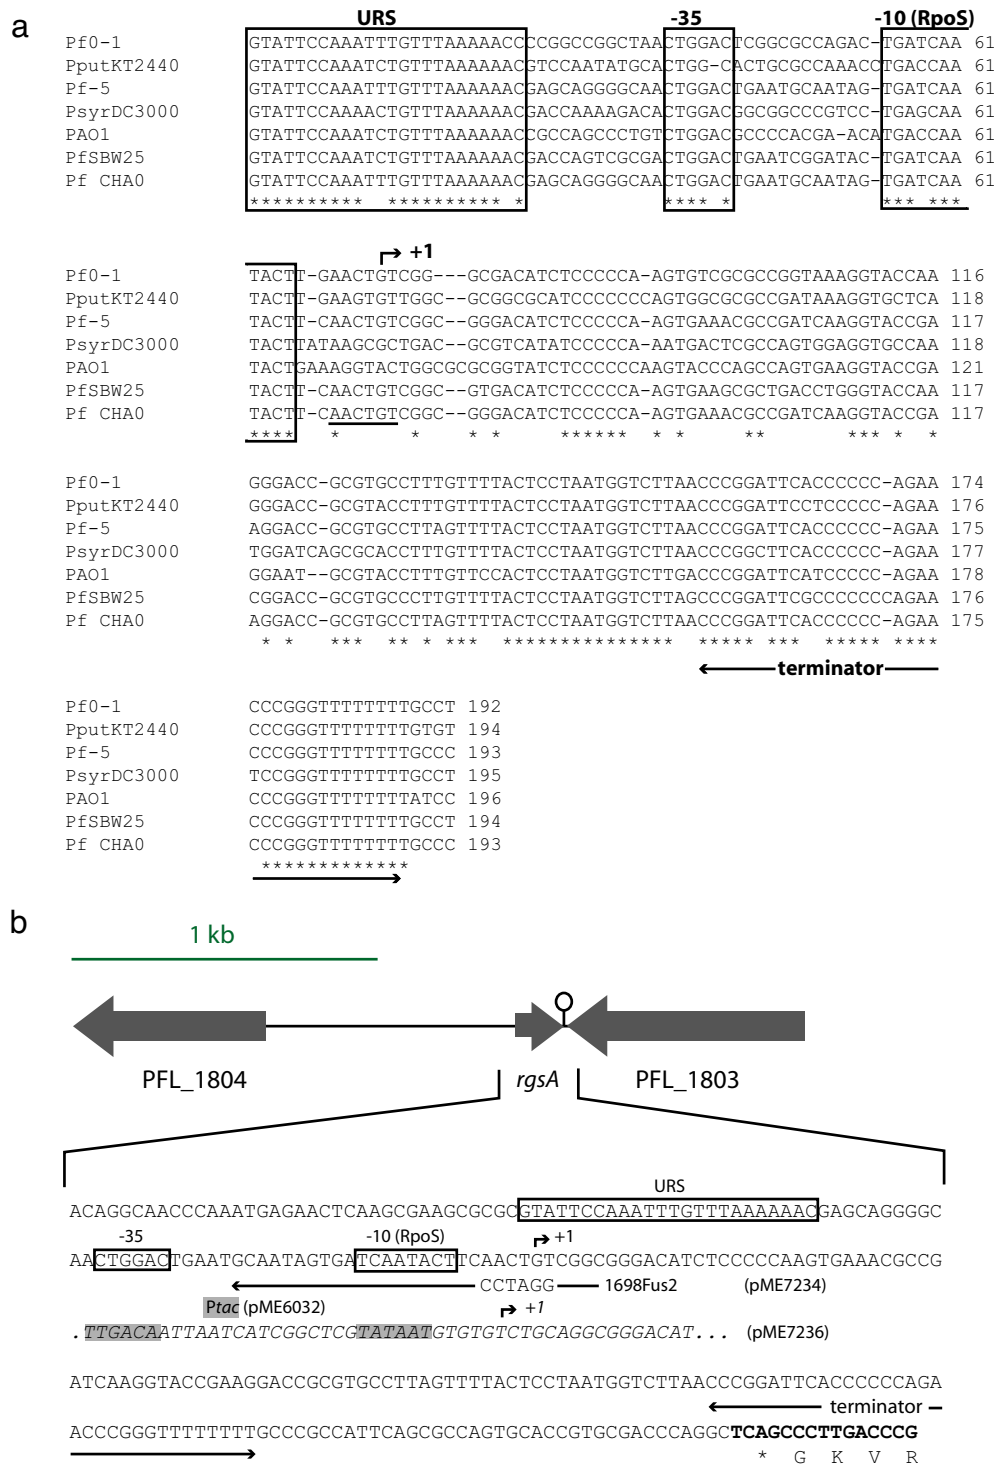 a
URS -35 -10 (RpoS)
Pf0-1 GTATTCCAAATTTGTTTAAAAACCCCGGCCGGCTAACTGGACTCGGCGCCAGAC-TGATCAA 61
PputKT2440 GTATTCCAAATCTGTTTAAAAAACGTCCAATATGCACTGG-CACTGCGCCAAACCTGACCAA 61
Pf-5 GTATTCCAAATTTGTTTAAAAAACGAGCAGGGGCAACTGGACTGAATGCAATAG-TGATCAA 61
PsyrDC3000 GTATTCCAAAACTGTTTAAAAAACGACCAAAAGACACTGGACGGCGGCCCGTCC-TGAGCAA 61
PAO1 GTATTCCAAATCTGTTTAAAAAACCGCCAGCCCTGTCTGGACGCCCCACGA-ACATGACCAA 61
PfSBW25 GTATTCCAAATCTGTTTAAAAAACGACCAGTCGCGACTGGACTGAATCGGATAC-TGATCAA 61
Pf CHA0 GTATTCCAAATTTGTTTAAAAAACGAGCAGGGGCAACTGGACTGAATGCAATAG-TGATCAA 61
********** ********** * **** * *** ***
+1
Pf0-1 TACTT-GAACTGTCGG---GCGACATCTCCCCCA-AGTGTCGCGCCGGTAAAGGTACCAA 116
PputKT2440 TACTT-GAAGTGTTGGC--GCGGCGCATCCCCCCCAGTGGCGCGCCGATAAAGGTGCTCA 118
Pf-5 TACTT-CAACTGTCGGC--GGGACATCTCCCCCA-AGTGAAACGCCGATCAAGGTACCGA 117
PsyrDC3000 TACTTATAAGCGCTGAC--GCGTCATATCCCCCA-AATGACTCGCCAGTGGAGGTGCCAA 118
PAO1 TACTGAAAGGTACTGGCGCGCGGTATCTCCCCCCAAGTACCCAGCCAGTGAAGGTACCGA 121
PfSBW25 TACTT-CAACTGTCGGC--GTGACATCTCCCCCA-AGTGAAGCGCTGACCTGGGTACCAA 117
Pf CHA0 TACTT-CAACTGTCGGC--GGGACATCTCCCCCA-AGTGAAACGCCGATCAAGGTACCGA 117
**** * * * * ****** * * ** *** * *
Pf0-1 GGGACC-GCGTGCCTTTGTTTTACTCCTAATGGTCTTAACCCGGATTCACCCCCC-AGAA 174
PputKT2440 GGGACC-GCGTACCTTTGTTTTACTCCTAATGGTCTTAACCCGGATTCCTCCCCC-AGAA 176
Pf-5 AGGACC-GCGTGCCTTAGTTTTACTCCTAATGGTCTTAACCCGGATTCACCCCCC-AGAA 175
PsyrDC3000 TGGATCAGCGCACCTTTGTTTTACTCCTAATGGTCTTAACCCGGCTTCACCCCCC-AGAA 177
PAO1 GGAAT--GCGTACCTTTGTTCCACTCCTAATGGTCTTGACCCGGATTCATCCCCC-AGAA 178
PfSBW25 CGGACC-GCGTGCCCTTGTTTTACTCCTAATGGTCTTAGCCCGGATTCGCCCCCCCAGAA 176
Pf CHA0 AGGACC-GCGTGCCTTAGTTTTACTCCTAATGGTCTTAACCCGGATTCACCCCCC-AGAA 175
* * *** ** * *** *************** ***** *** ***** ****
terminator
Pf0-1 CCCGGGTTTTTTTTGCCT 192
PputKT2440 CCCGGGTTTTTTTTGTGT 194
Pf-5 CCCGGGTTTTTTTTGCCC 193
PsyrDC3000 TCCGGGTTTTTTTTGCCT 195
PAO1 CCCGGGTTTTTTTTATCC 196
PfSBW25 CCCGGGTTTTTTTTGCCT 194
Pf CHA0 CCCGGGTTTTTTTTGCCC 193
*************
b
1 kb
PFL_1804 rgsA PFL_1803
URS
ACAGGCAACCCAAATGAGAACTCAAGCGAAGCGCGCGTATTCCAAATTTGTTTAAAAAACGAGCAGGGGC
-35 -10 (RpoS) +1
AACTGGACTGAATGCAATAGTGATCAATACTTCAACTGTCGGCGGGACATCTCCCCCAAGTGAAACGCCG
CCTAGG 1698Fus2 (pME7234)
Ptac (pME6032) +1
.TTGACAATTAATCATCGGCTCGTATAATGTGTGTCTGCAGGCGGGACAT... (pME7236)
ATCAAGGTACCGAAGGACCGCGTGCCTTAGTTTTACTCCTAATGGTCTTAACCCGGATTCACCCCCCAGA
terminator
ACCCGGGTTTTTTTTGCCCGCCATTCAGCGCCAGTGCACCGTGCGACCCAGGCTCAGCCCTTGACCCG
* G K V R